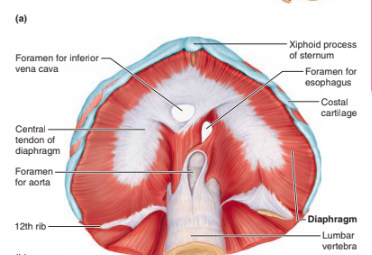 (a)
Foramen for inferior
vena cava
Xiphoid process
of sternum
Foramen for
esophagus
Costal
cartilage
Central
tendon of
diaphragm
Foramen
for aorta
12th rib
Diaphragm
Lumbar
vertebra